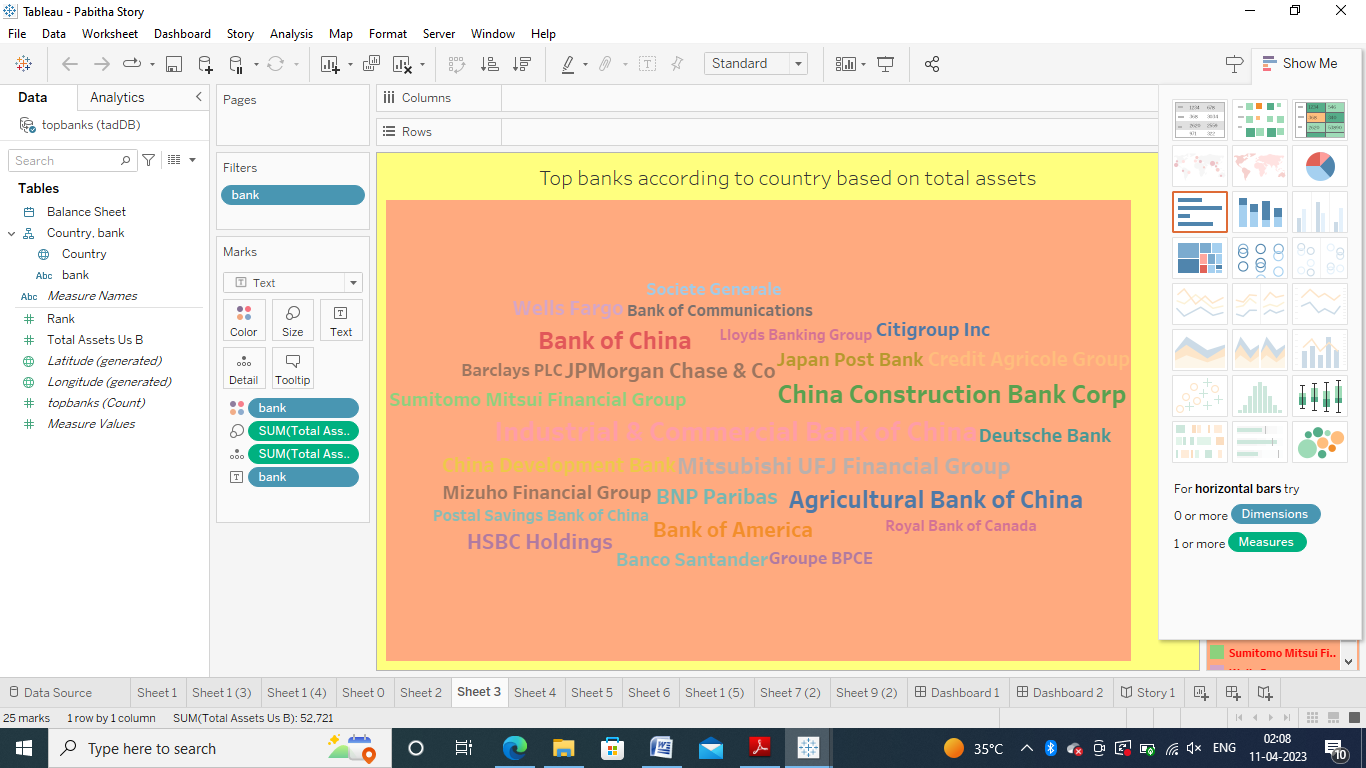 Tableau - Pabitha Story
File Data Worksheet Dashboard Story Analysis Map Format Server Window Help
Standard
Show Me
Data Analytics
topbanks (tadDB)
Search
Tables
Balance Sheet
Country, bank
Country
Abc bank
Abc Measure Names
Rank
Total Assets Us B
Latitude (generated)
Longitude (generated)
topbanks (Count)
Measure Values
Pages
Filters
bank
Marks
Text
Color Size Text
Detail Tooltip
bank
SUM(Total Ass..
SUM(Total Ass..
bank
Columns
Rows
Top banks according to country based on total assets
Societe Generale
Wells Fargo Bank of Communications
Bank of China Lloyds Banking Group Citigroup Inc
Japan Post Bank Credit Agricole Group
Barclays PLC JPMorgan Chase & Co
Sumitomo Mitsui Financial Group China Construction Bank Corp
Industrial & Commercial Bank of China Deutsche Bank
China Development Bank Mitsubishi UFJ Financial Group
Mizuho Financial Group BNP Paribas Agricultural Bank of China
Postal Savings Bank of China
Bank of America Royal Bank of Canada
HSBC Holdings
Banco Santander Groupe BPCE
For horizontal bars try
0 or more Dimensions
1 or more Measures
Sumitomo Mitsui Fi..
Data Source Sheet 1 Sheet 1 (3) Sheet 1 (4) Sheet 0 Sheet 2 Sheet 3 Sheet 4 Sheet 5 Sheet 6 Sheet 1 (5) Sheet 7 (2) Sheet 9 (2) Dashboard 1 Dashboard 2 Story 1
25 marks 1 row by 1 column SUM(Total Assets Us B): 52,721
Type here to search
35°C
ENG
02:08
11-04-2023
10